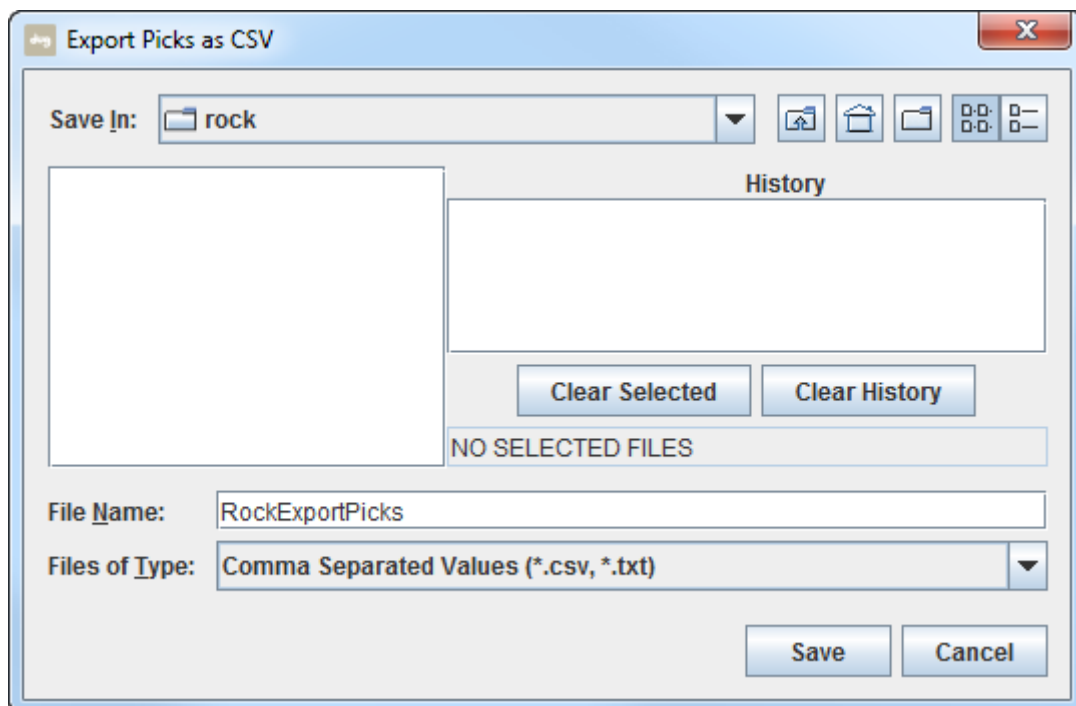 Export Picks as CSV
Save In: rock
History
Clear Selected Clear History
NO SELECTED FILES
File Name: RockExportPicks
Files of Type: Comma Separated Values (*.csv, *.txt)
Save Cancel